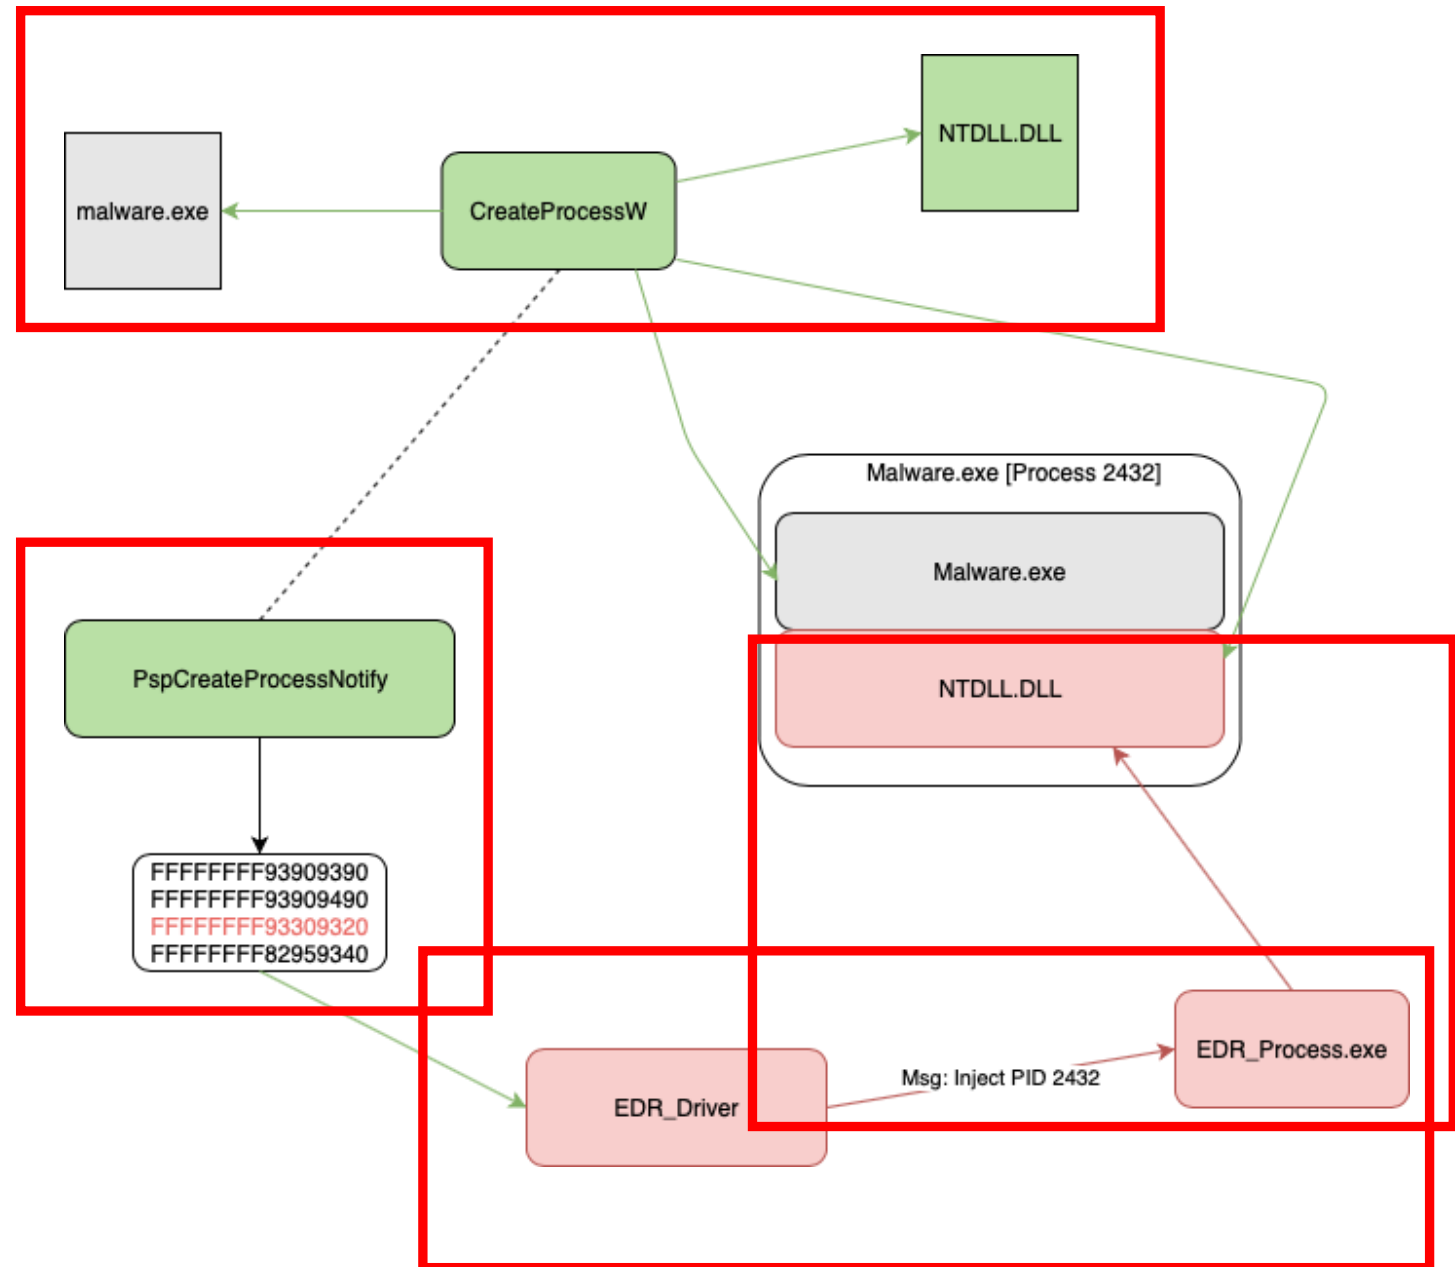 NTDLL.DLL
malware.exe
CreateProcessW
Malware.exe [Process 2432]
Malware.exe
NTDLL.DLL
PspCreateProcessNotify
FFFFFFFF93909390
FFFFFFFF93909490
FFFFFFFF93309320
FFFFFFFF82959340
EDR_Driver
Msg: Inject PID 2432
EDR_Process.exe